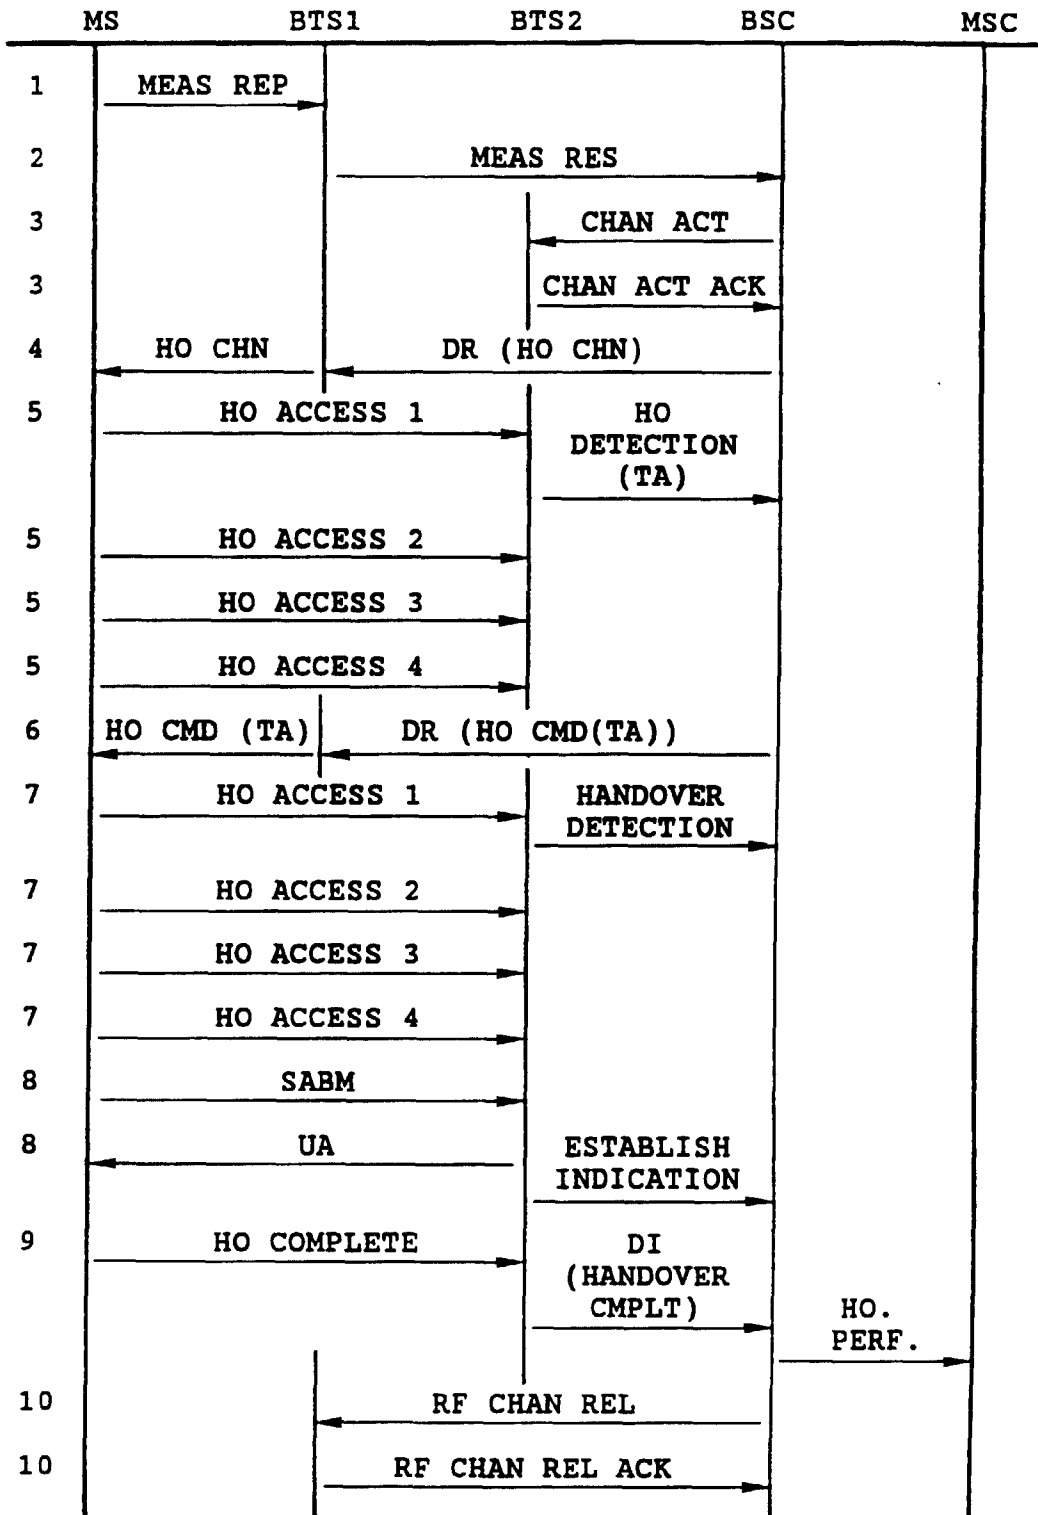 MS BTS1 BTS2 BSC MSC
1 MEAS REP
2 MEAS RES
3 CHAN ACT
3 CHAN ACT ACK
4 HO CHN DR (HO CHN)
5 HO ACCESS 1 HO
DETECTION
(TA)
5 HO ACCESS 2
5 HO ACCESS 3
5 HO ACCESS 4
6 HO CMD (TA) DR (HO CMD(TA))
7 HO ACCESS 1 HANDOVER
DETECTION
7 HO ACCESS 2
7 HO ACCESS 3
7 HO ACCESS 4
8 SABM
8 UA ESTABLISH
INDICATION
9 HO COMPLETE DI
(HANDOVER
CMPLT) HO.
PERF.
10 RF CHAN REL
10 RF CHAN REL ACK